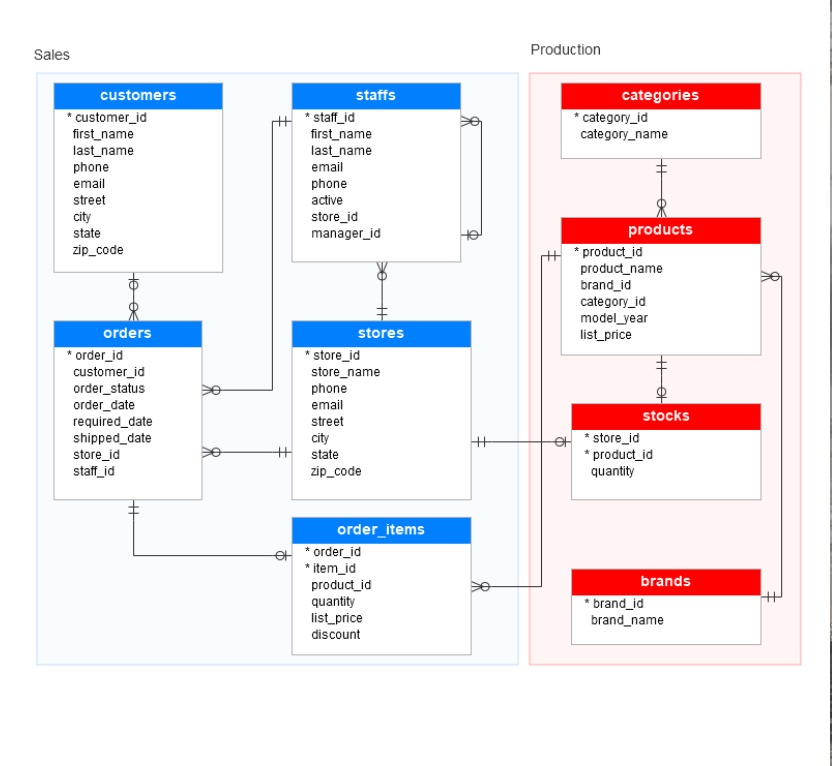 Sales
customers
* customer_id
first_name
last_name
phone
email
street
city
state
zip_code
staffs
* staff_id
first_name
last_name
email
phone
active
store_id
manager_id
orders
* order_id
customer_id
order_status
order_date
required_date
shipped_date
store_id
staff_id
stores
* store_id
store_name
phone
email
street
city
state
zip_code
order_items
* order_id
* item_id
product_id
quantity
list_price
discount
Production
categories
* category_id
category_name
products
* product_id
product_name
brand_id
category_id
model_year
list_price
stocks
* store_id
* product_id
quantity
brands
* brand_id
brand_name